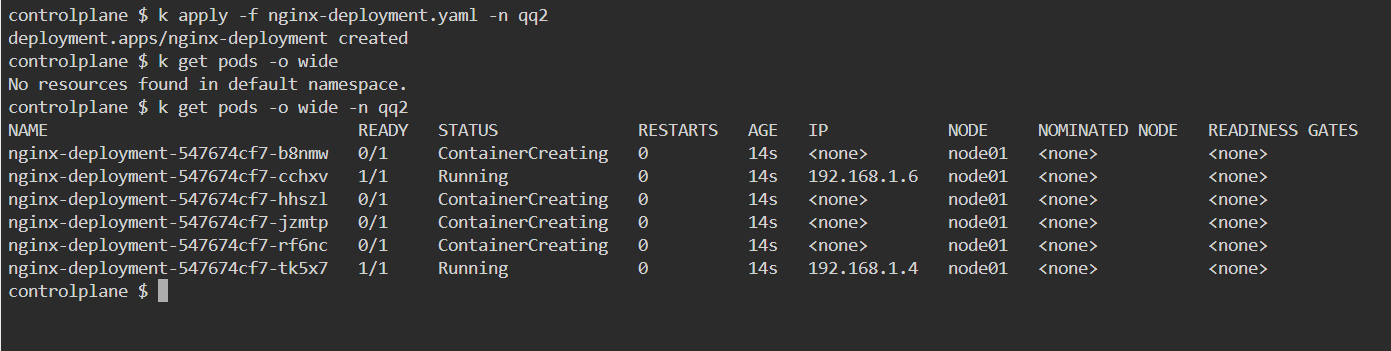 controlplane $ k apply -f nginx-deployment.yaml -n qq2
deployment.apps/nginx-deployment created
controlplane $ k get pods -o wide
No resources found in default namespace.
controlplane $ k get pods -o wide -n qq2
NAME READY STATUS RESTARTS AGE IP NODE NOMINATED NODE READINESS GATES
nginx-deployment-547674cf7-b8nmw 0/1 ContainerCreating 0 14s <none> node01 <none> <none>
nginx-deployment-547674cf7-cchxv 1/1 Running 0 14s 192.168.1.6 node01 <none> <none>
nginx-deployment-547674cf7-hhszl 0/1 ContainerCreating 0 14s <none> node01 <none> <none>
nginx-deployment-547674cf7-jzmtp 0/1 ContainerCreating 0 14s <none> node01 <none> <none>
nginx-deployment-547674cf7-rf6nc 0/1 ContainerCreating 0 14s <none> node01 <none> <none>
nginx-deployment-547674cf7-tk5x7 1/1 Running 0 14s 192.168.1.4 node01 <none> <none>
controlplane $